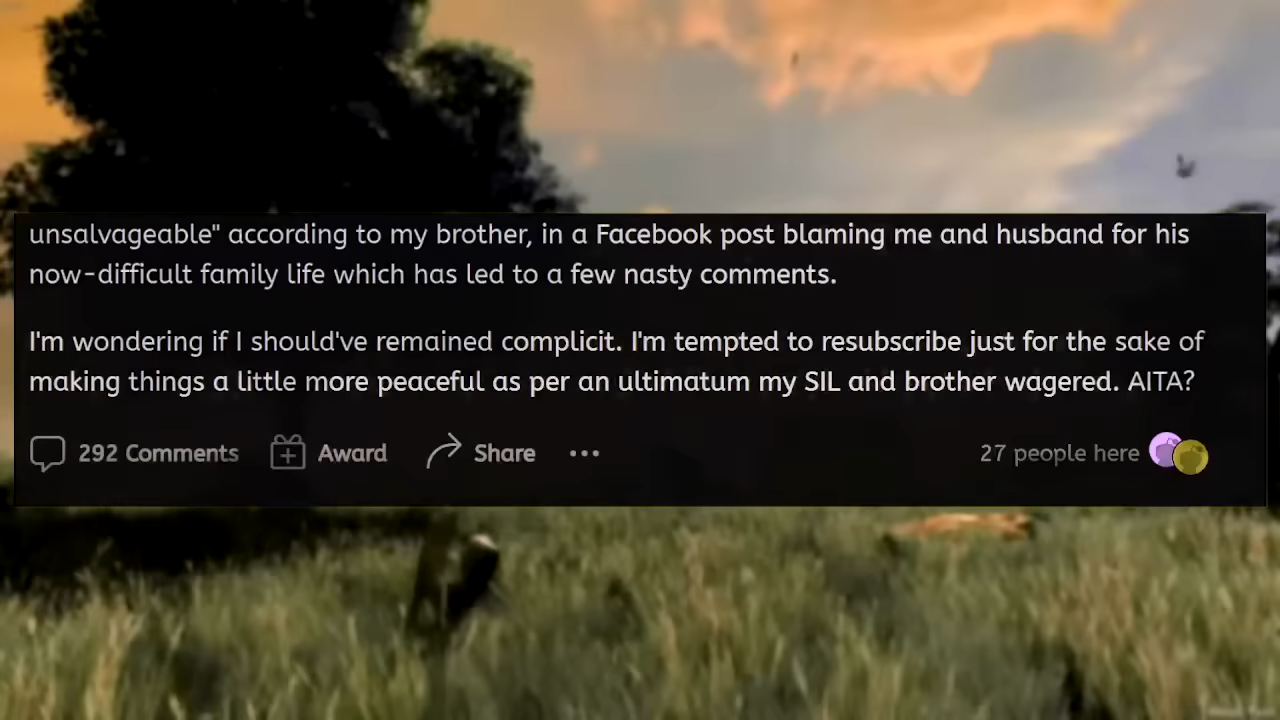 unsalvageable" according to my brother, in a Facebook post blaming me and husband for his
now-difficult family life which has led to a few nasty comments.
I'm wondering if I should've remained complicit. I'm tempted to resubscribe just for the sake of
making things a little more peaceful as per an ultimatum my SIL and brother wagered. AITA?
292 Comments Award Share ••• 27 people here